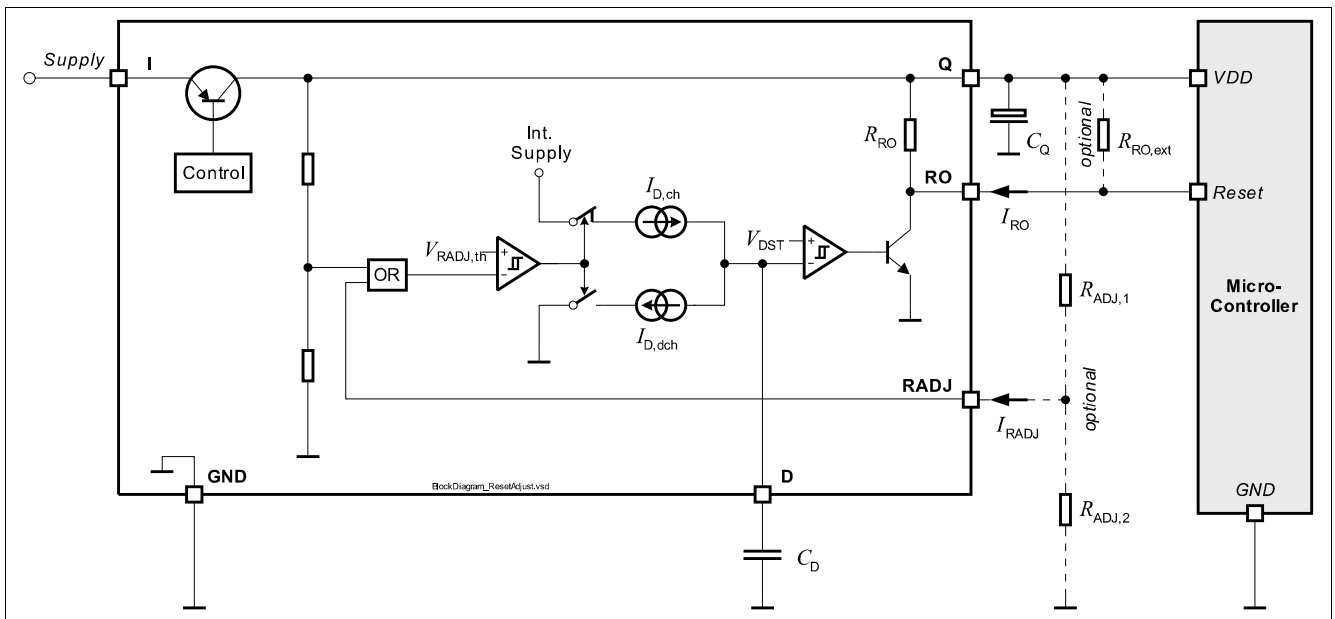 Supply
I
Q
VDD
Control
Int.
Supply
I_D,ch
R_RO
C_Q
optional
R_RO,ext
RO
I_RO
Reset
V_RADJ,th
+
−
OR
V_DST
+
−
I_D,dch
R_ADJ,1
Micro-
Controller
RADJ
I_RADJ
optional
GND
BlockDiagram_ResetAdjust.vsd
D
R_ADJ,2
GND
C_D